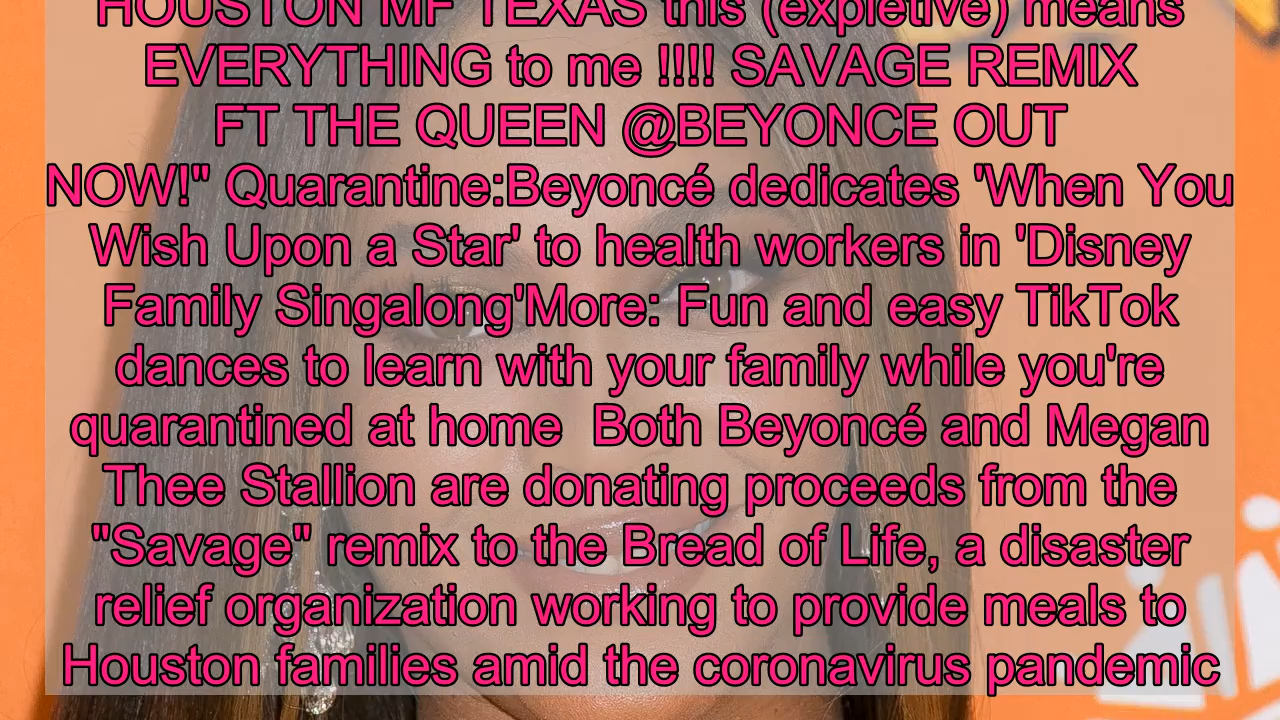 HOUSTON MF TEXAS this (expletive) means
EVERYTHING to me !!!! SAVAGE REMIX
FT THE QUEEN @BEYONCE OUT
NOW!" Quarantine:Beyoncé dedicates 'When You
Wish Upon a Star' to health workers in 'Disney
Family Singalong'More: Fun and easy TikTok
dances to learn with your family while you're
quarantined at home  Both Beyoncé and Megan
Thee Stallion are donating proceeds from the
"Savage" remix to the Bread of Life, a disaster
relief organization working to provide meals to
Houston families amid the coronavirus pandemic